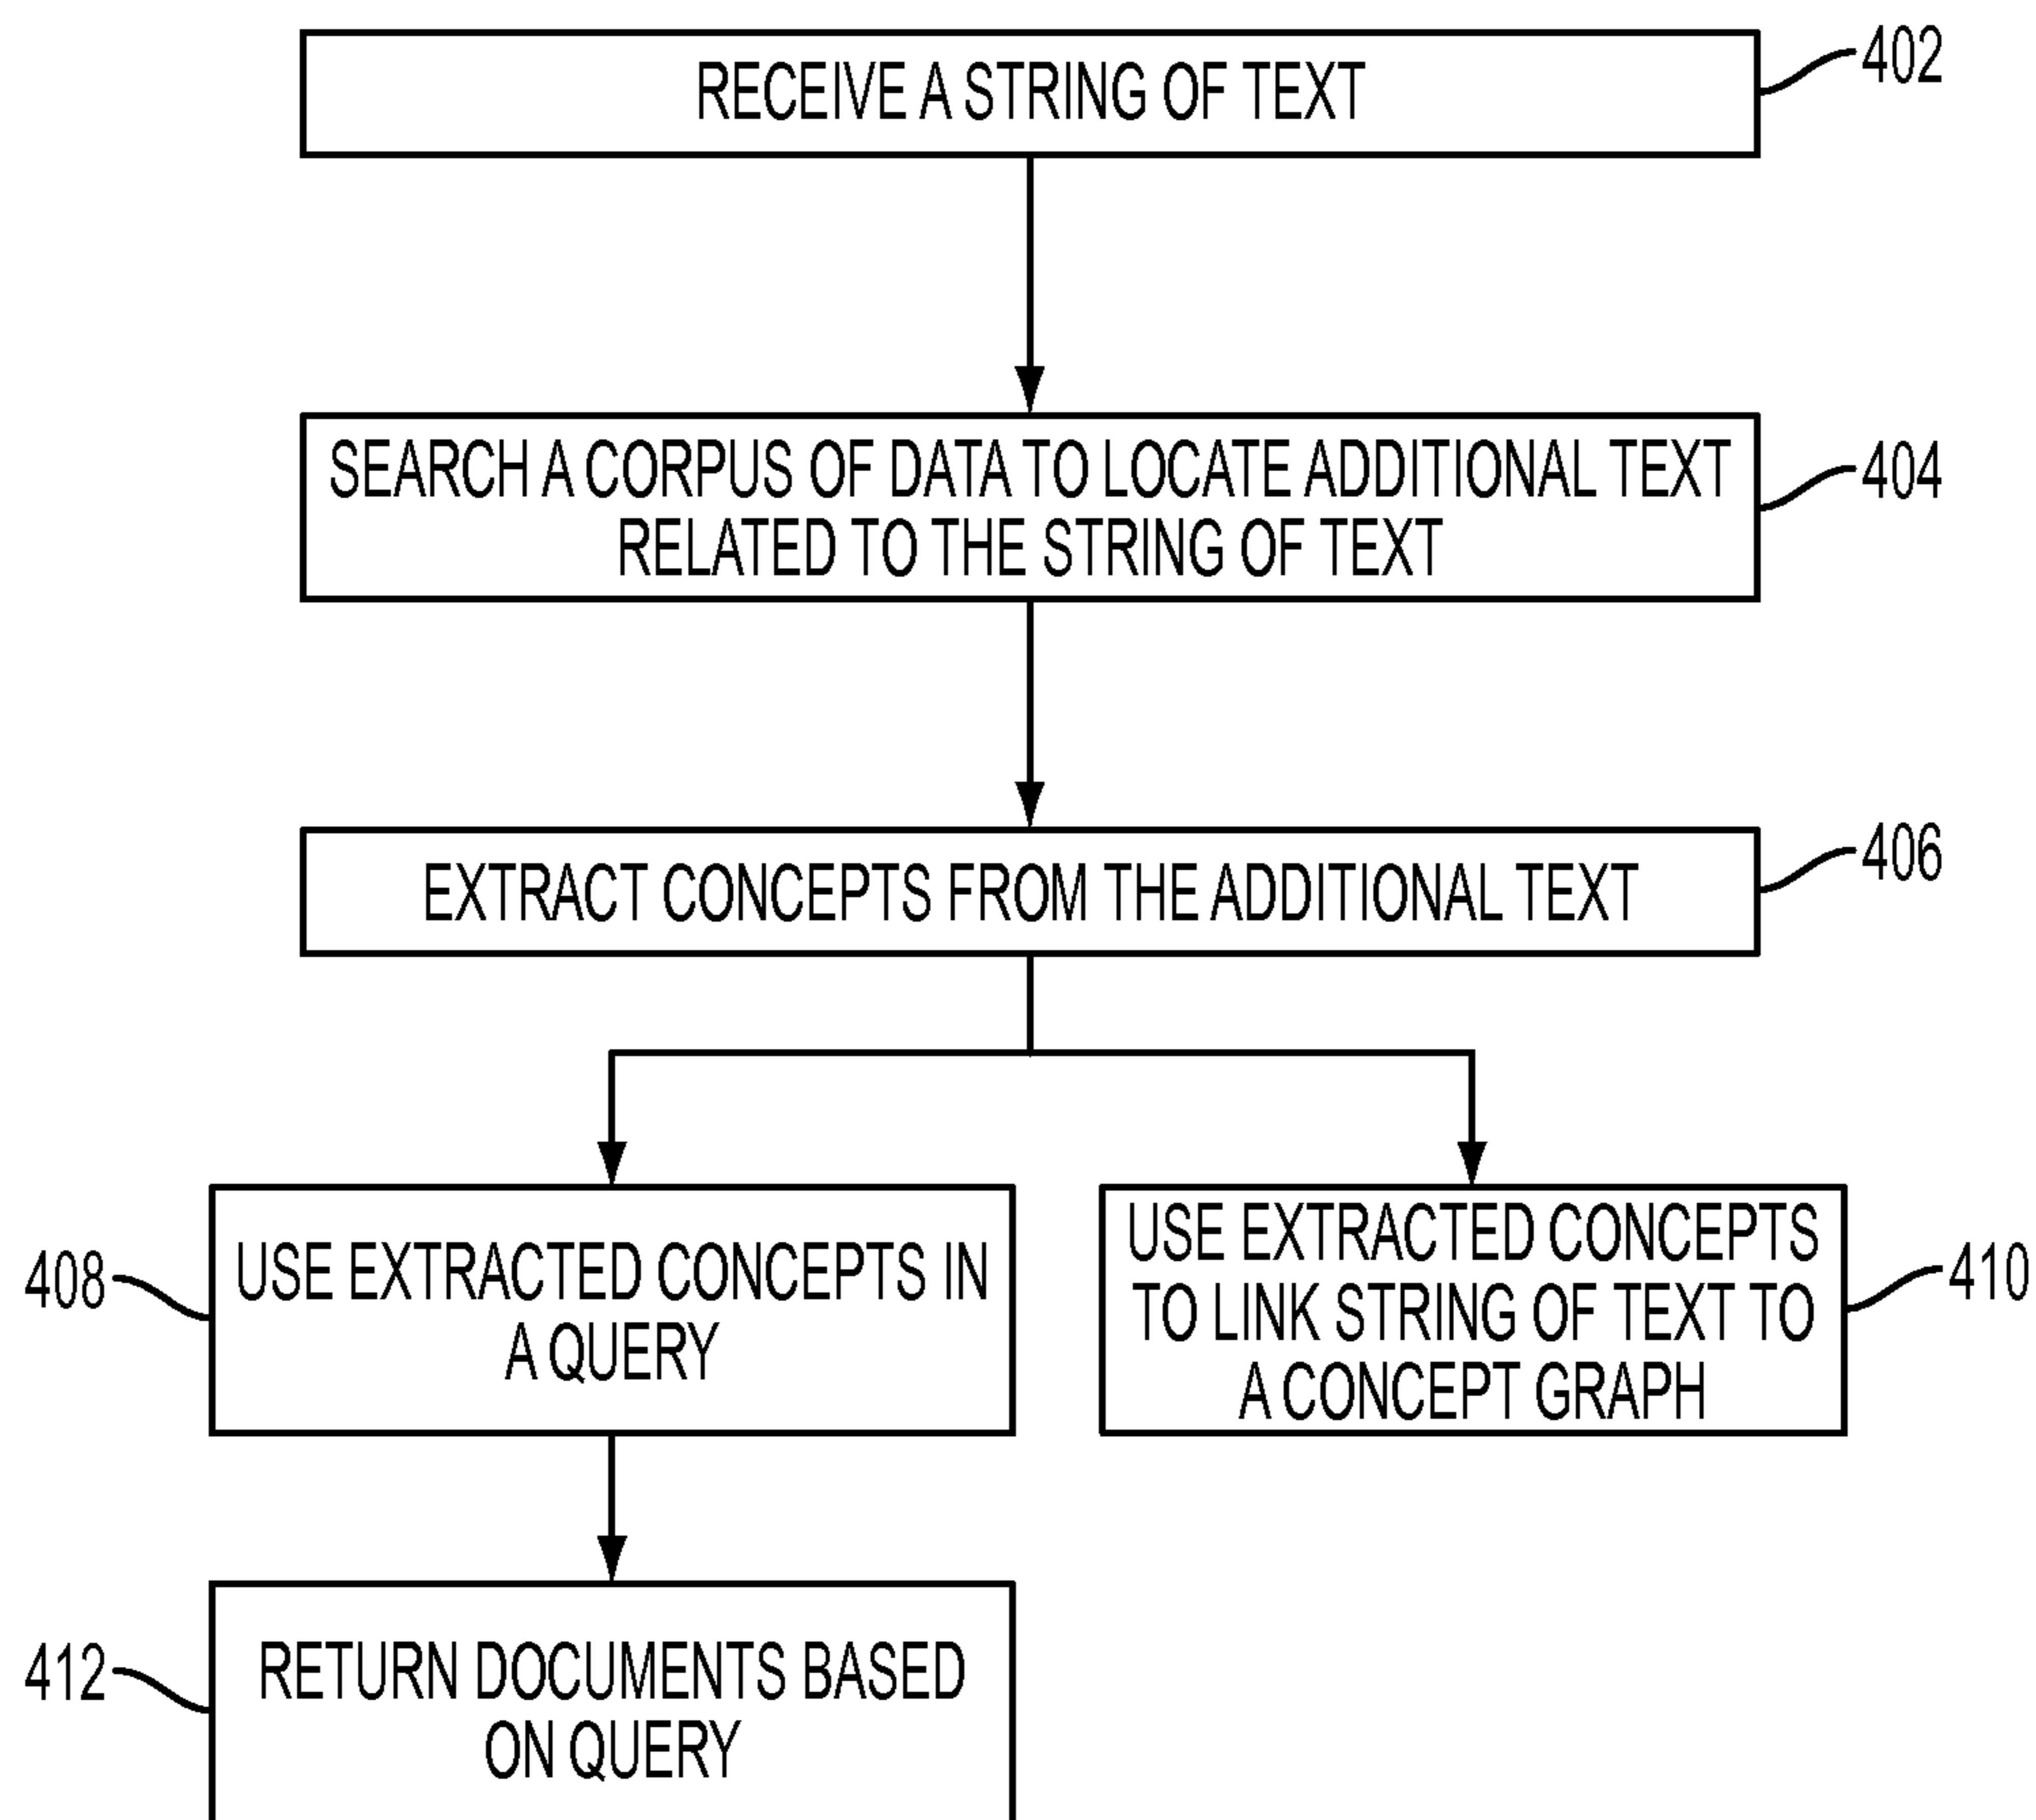 RECEIVE A STRING OF TEXT
402
SEARCH A CORPUS OF DATA TO LOCATE ADDITIONAL TEXT
RELATED TO THE STRING OF TEXT
404
EXTRACT CONCEPTS FROM THE ADDITIONAL TEXT
406
408
USE EXTRACTED CONCEPTS IN
A QUERY
USE EXTRACTED CONCEPTS
TO LINK STRING OF TEXT TO
A CONCEPT GRAPH
410
412
RETURN DOCUMENTS BASED
ON QUERY